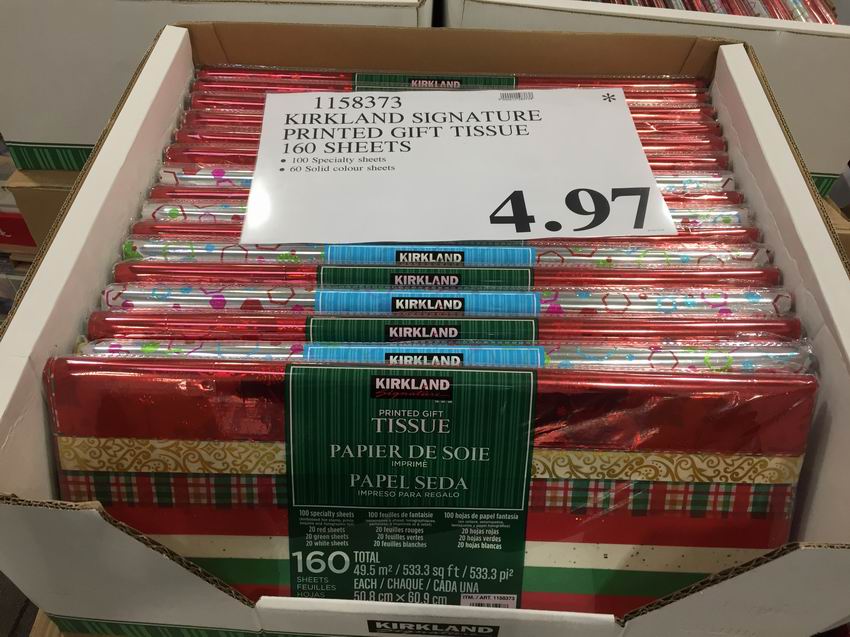 KIRKLAND
1158373
*
KIRKLAND SIGNATURE
PRINTED GIFT TISSUE
160 SHEETS
• 100 Specialty sheets
• 60 Solid colour sheets
4.97
KIRKLAND
KIRKLAND
KIRKLAND
KIRKLAND
KIRKLAND
KIRKLAND
Signature
PRINTED GIFT
TISSUE
PAPIER DE SOIE
IMPRIMÉ
PAPEL SEDA
IMPRESO PARA REGALO
100 specialty sheets
20 red sheets
20 green sheets
20 white sheets
100 feuilles de fantaisie
20 feuilles rouges
20 feuilles vertes
20 feuilles blanches
100 hojas de papel fantasia
20 hojas rojas
20 hojas verdes
20 hojas blancas
160
SHEETS
FEUILLES
HOJAS
TOTAL
49.5 m² / 533.3 sq ft / 533.3 pi²
EACH / CHAQUE / CADA UNA
50.8 cm × 60.9 cm
ITM. / ART. 1158373
KIRKLAND